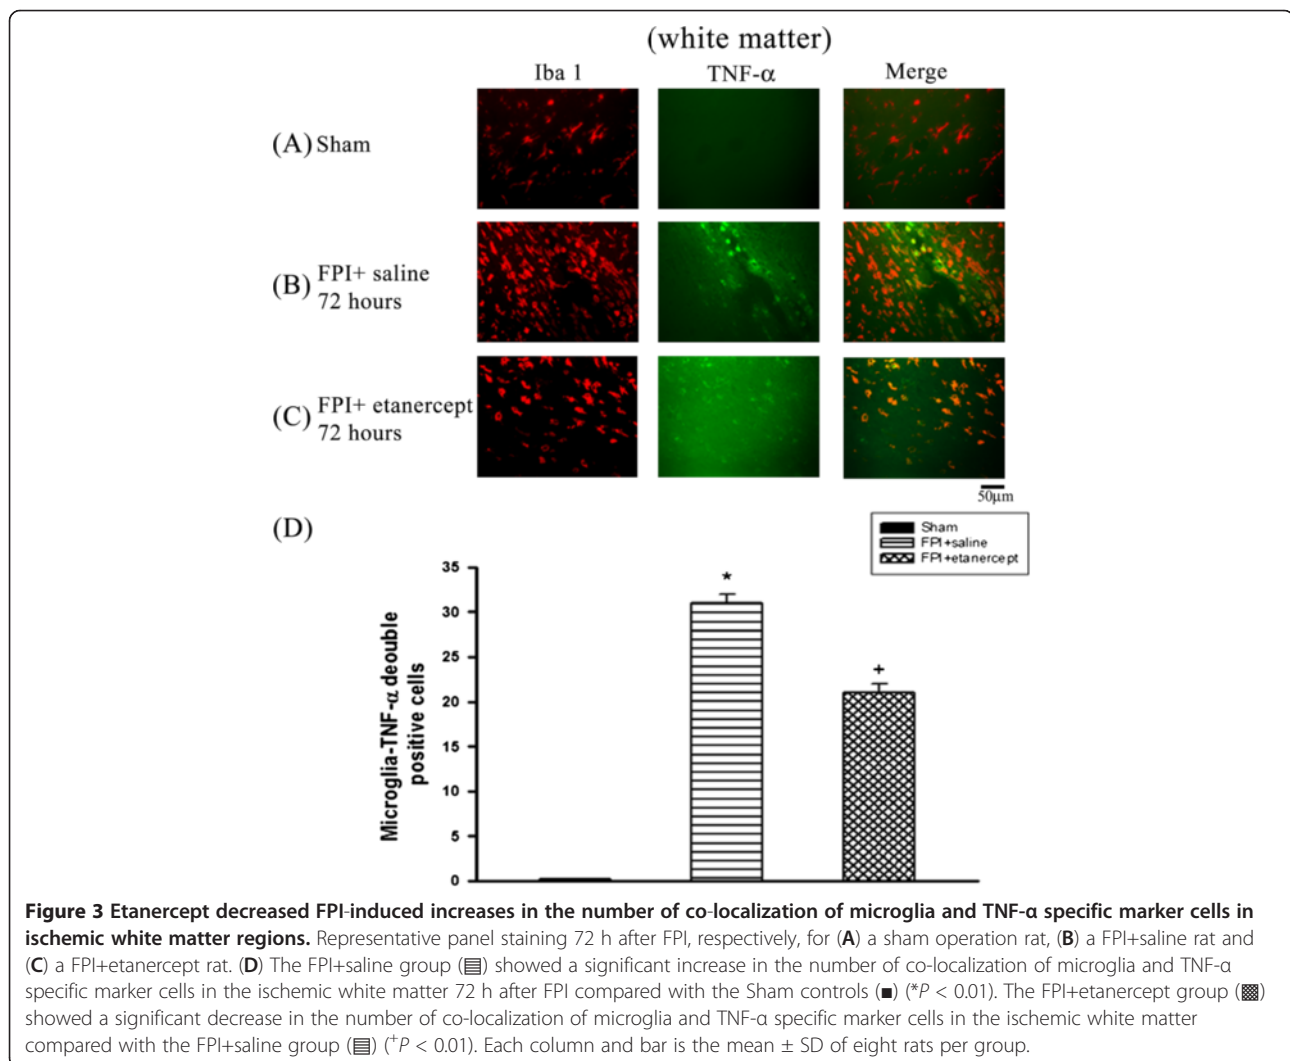 (white matter)
Iba 1 TNF-α Merge
(A) Sham
(B) FPI+ saline
72 hours
(C) FPI+ etanercept
72 hours
50μm
(D)
Sham
FPI+saline
FPI+etanercept
Microglia-TNF-α deouble
positive cells
35
30
25
20
15
10
5
0
*
+
Figure 3 Etanercept decreased FPI-induced increases in the number of co-localization of microglia and TNF-α specific marker cells in
ischemic white matter regions. Representative panel staining 72 h after FPI, respectively, for (A) a sham operation rat, (B) a FPI+saline rat and
(C) a FPI+etanercept rat. (D) The FPI+saline group (▤) showed a significant increase in the number of co-localization of microglia and TNF-α
specific marker cells in the ischemic white matter 72 h after FPI compared with the Sham controls (■) (*P < 0.01). The FPI+etanercept group (▩)
showed a significant decrease in the number of co-localization of microglia and TNF-α specific marker cells in the ischemic white matter
compared with the FPI+saline group (▤) (+P < 0.01). Each column and bar is the mean ± SD of eight rats per group.